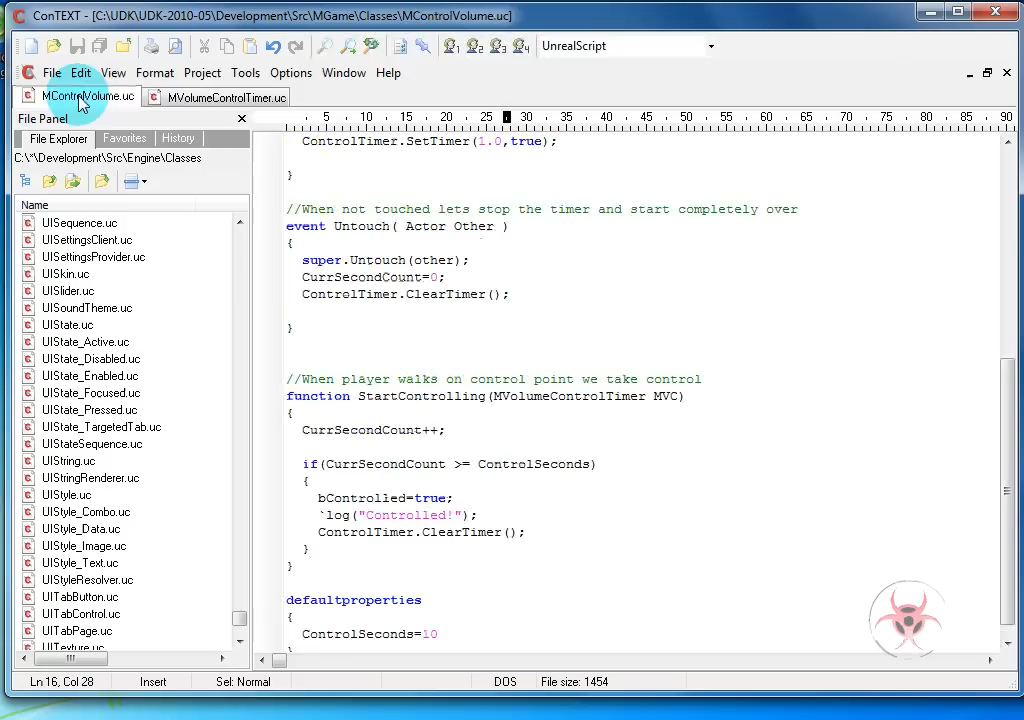 ConTEXT - [C:\UDK\UDK-2010-05\Development\Src\MGame\Classes\MControlVolume.uc]
UnrealScript
File Edit View Format Project Tools Options Window Help
MControlVolume.uc MVolumeControlTimer.uc
File Panel
5 10 15 20 25 30 35 40 45 50 55 60 65 70 75 80 85 90
File Explorer Favorites History
C:\*\Development\Src\Engine\Classes
Name
UISequence.uc
UISettingsClient.uc
UISettingsProvider.uc
UISkin.uc
UISlider.uc
UISoundTheme.uc
UIState.uc
UIState_Active.uc
UIState_Disabled.uc
UIState_Enabled.uc
UIState_Focused.uc
UIState_Pressed.uc
UIState_TargetedTab.uc
UIStateSequence.uc
UIString.uc
UIStringRenderer.uc
UIStyle.uc
UIStyle_Combo.uc
UIStyle_Data.uc
UIStyle_Image.uc
UIStyle_Text.uc
UIStyleResolver.uc
UITabButton.uc
UITabControl.uc
UITabPage.uc
UITexture.uc
ControlTimer.SetTimer(1.0,true);
}
//When not touched lets stop the timer and start completely over
event Untouch( Actor Other )
{
super.Untouch(other);
CurrSecondCount=0;
ControlTimer.ClearTimer();
}
//When player walks on control point we take control
function StartControlling(MVolumeControlTimer MVC)
{
CurrSecondCount++;
if(CurrSecondCount >= ControlSeconds)
{
bControlled=true;
`log("Controlled!");
ControlTimer.ClearTimer();
}
}
defaultproperties
{
ControlSeconds=10
}
Ln 16, Col 28 Insert Sel: Normal DOS File size: 1454